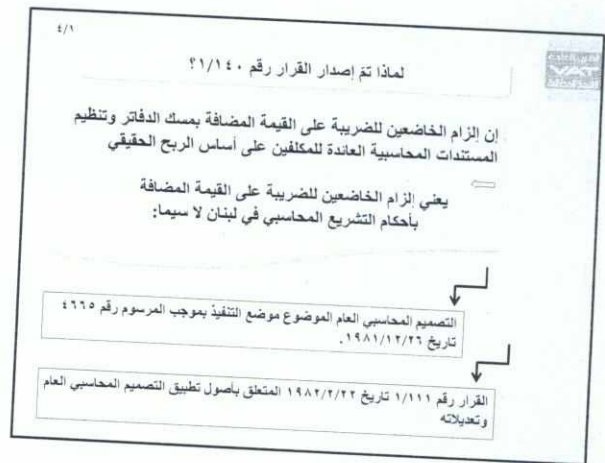 ٤/١
لماذا تمّ إصدار القرار رقم ١/١٤٠؟
إن إلزام الخاضعين للضريبة على القيمة المضافة بمسك الدفاتر وتنظيم
المستندات المحاسبية العائدة للمكلفين على أساس الربح الحقيقي
يعني إلزام الخاضعين للضريبة على القيمة المضافة
بأحكام التشريع المحاسبي في لبنان لا سيما:
التصميم المحاسبي العام الموضوع موضع التنفيذ بموجب المرسوم رقم ٤٦٦٥
تاريخ ١٩٨١/١٢/٢٦.
القرار رقم ١/١١١ تاريخ ١٩٨٢/٢/٢٢ المتعلق بأصول تطبيق التصميم المحاسبي العام
وتعديلاته